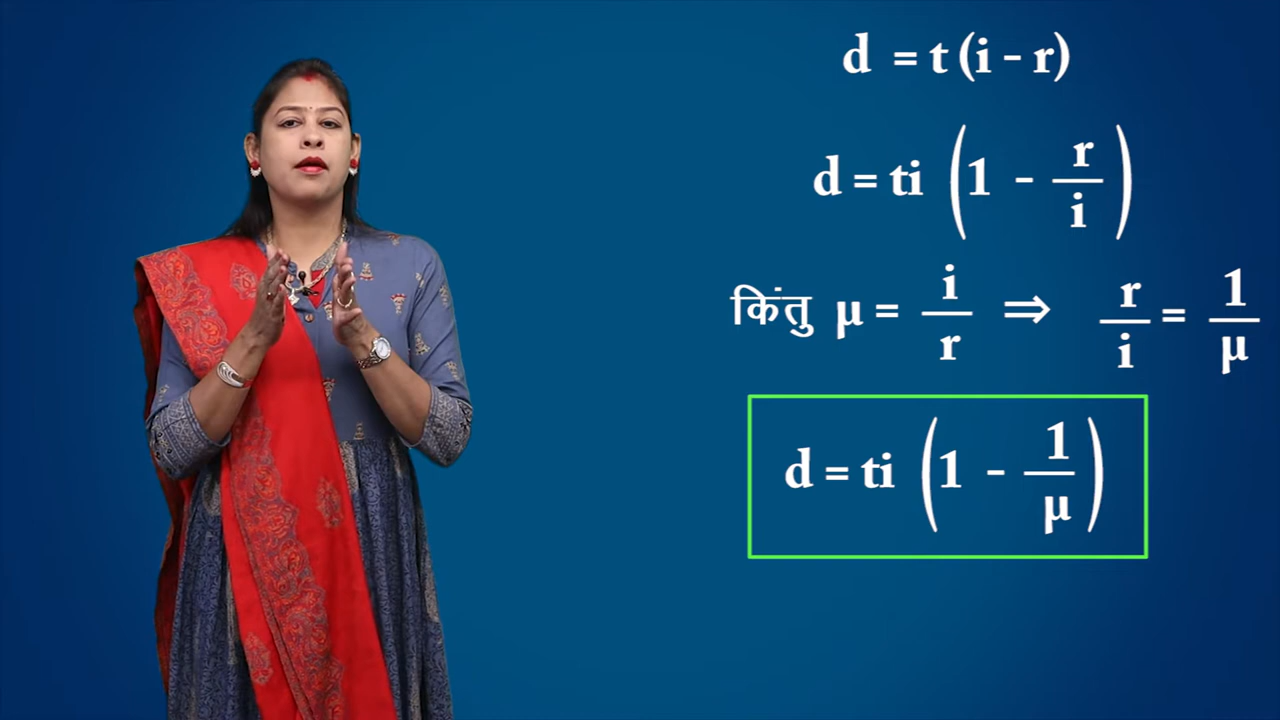 d = t (i - r)
d = ti (1 - r/i)
किंतु μ = i/r ⇒ r/i = 1/μ
d = ti (1 - 1/μ)